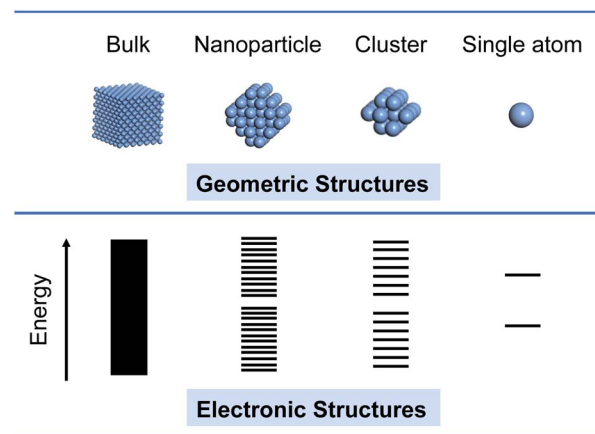 Bulk Nanoparticle Cluster Single atom
Geometric Structures
Energy
Electronic Structures